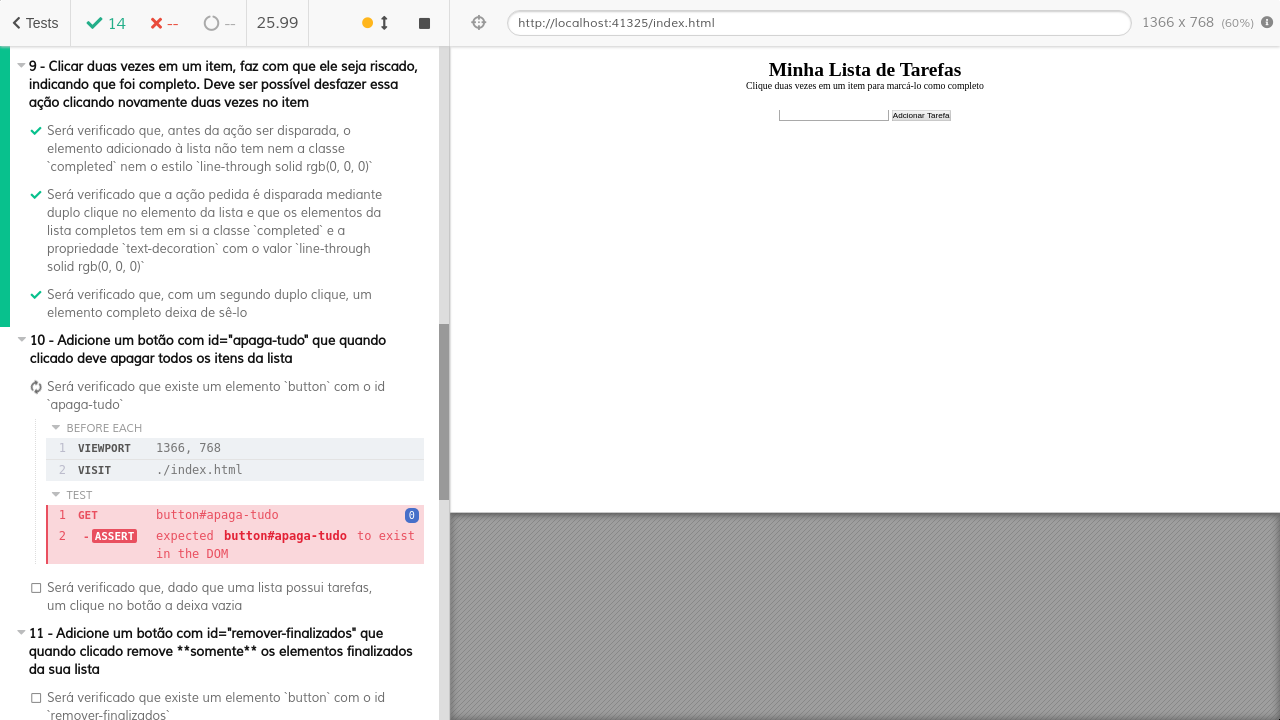 Tests
14
--
--
25.99
http://localhost:41325/index.html
1366 x 768 (60%)
9 - Clicar duas vezes em um item, faz com que ele seja riscado,
indicando que foi completo. Deve ser possível desfazer essa
ação clicando novamente duas vezes no item
Será verificado que, antes da ação ser disparada, o
elemento adicionado à lista não tem nem a classe
`completed` nem o estilo `line-through solid rgb(0, 0, 0)`
Será verificado que a ação pedida é disparada mediante
duplo clique no elemento da lista e que os elementos da
lista completos tem em si a classe `completed` e a
propriedade `text-decoration` com o valor `line-through
solid rgb(0, 0, 0)`
Será verificado que, com um segundo duplo clique, um
elemento completo deixa de sê-lo
10 - Adicione um botão com id="apaga-tudo" que quando
clicado deve apagar todos os itens da lista
Será verificado que existe um elemento `button` com o id
`apaga-tudo`
BEFORE EACH
1 VIEWPORT 1366, 768
2 VISIT ./index.html
TEST
1 GET button#apaga-tudo 0
2 -ASSERT expected button#apaga-tudo to exist
in the DOM
Será verificado que, dado que uma lista possui tarefas,
um clique no botão a deixa vazia
11 - Adicione um botão com id="remover-finalizados" que
quando clicado remove **somente** os elementos finalizados
da sua lista
Será verificado que existe um elemento `button` com o id
`remover-finalizados`
Minha Lista de Tarefas
Clique duas vezes em um item para marcá-lo como completo
Adcionar Tarefa